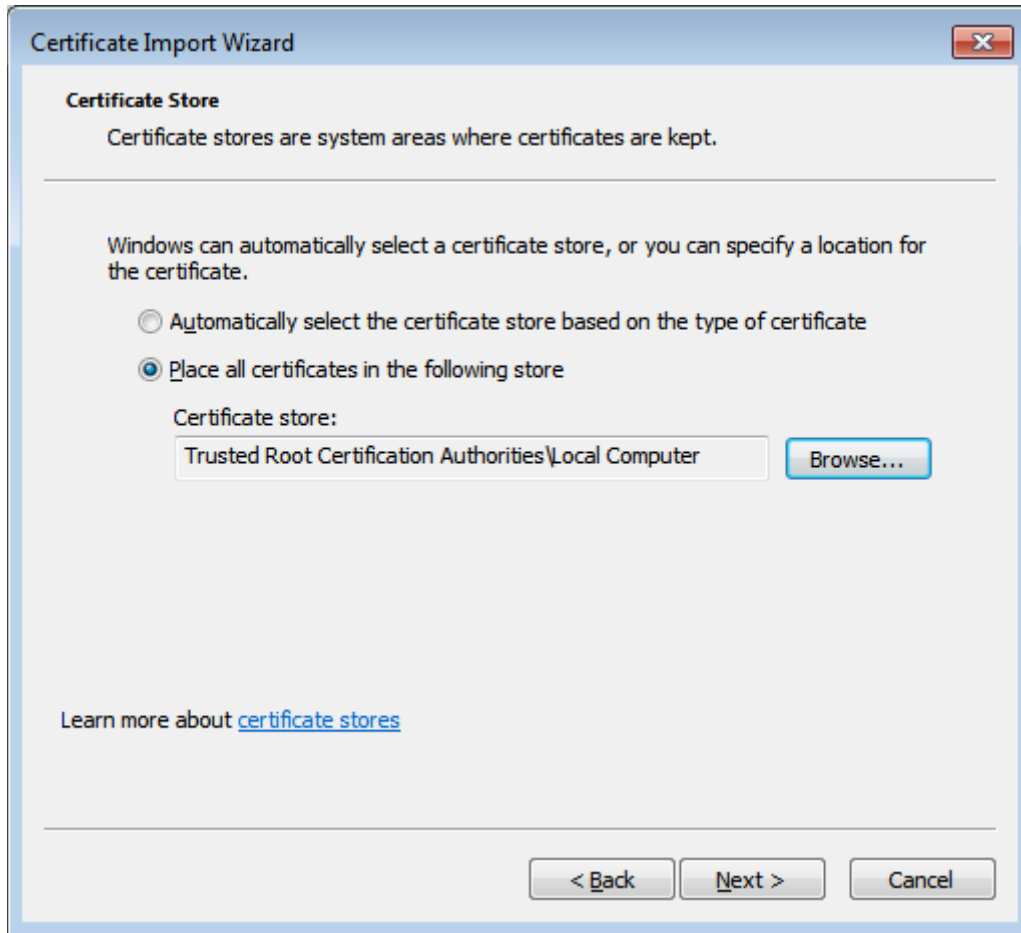 Certificate Import Wizard
Certificate Store
Certificate stores are system areas where certificates are kept.
Windows can automatically select a certificate store, or you can specify a location for
the certificate.
Automatically select the certificate store based on the type of certificate
Place all certificates in the following store
Certificate store:
Trusted Root Certification Authorities\Local Computer
Browse...
Learn more about certificate stores
< Back
Next >
Cancel